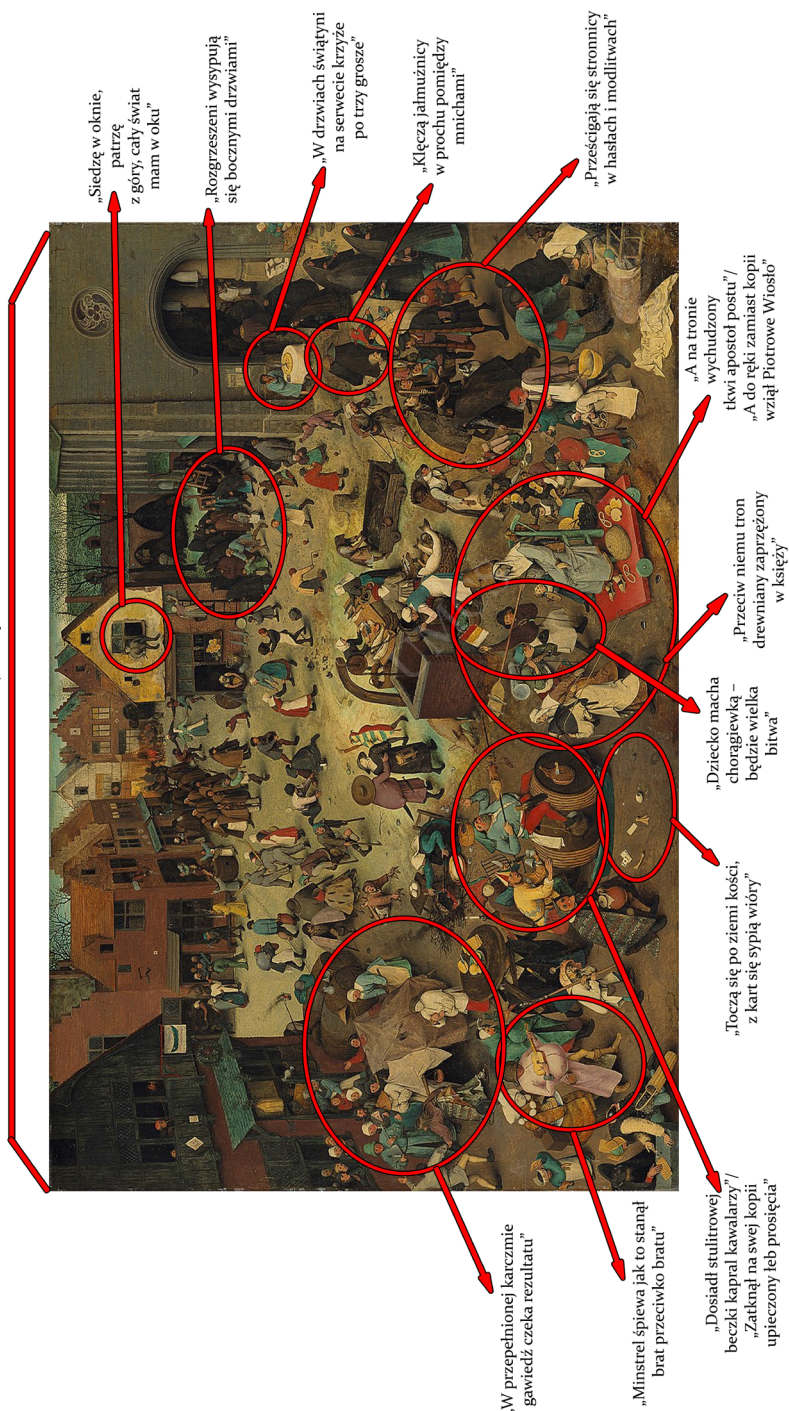 „Siedzę w oknie,
patrzę
z góry, cały świat
mam w oku”
„Rozgrzeszeni wysypują
się bocznymi drzwiami”
„W drzwiach świątyni
na serwecie krzyże
po trzy grosze”
„Klęczą jałmużnicy
w prochu pomiędzy
mnichami”
„Prześcigają się stronnicy
w hasłach i modlitwach”
„A na tronie
wychudzony
tkwi apostoł postu”/
„A do ręki zamiast kopii
wziął Piotrowe Wiosło”
„Przeciw niemu tron
drewniany zaprzężony
w księży”
„Dziecko macha
chorągiewką –
będzie wielka
bitwa”
„Toczą się po ziemi kości,
z kart się sypią wióry”
„Dosiadł stulitrowej
beczki kapral kawalarzy”/
„Zatknął na swej kopii
upieczony łeb prosięcia”
„Minstrel śpiewa jak to stanął
brat przeciwko bratu”
„W przepełnionej karczmie
gawiedź czeka rezultatu”